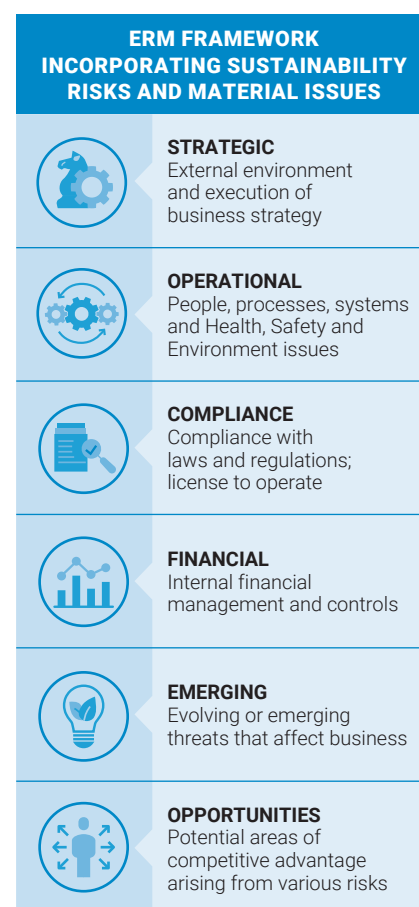 ERM FRAMEWORK
INCORPORATING SUSTAINABILITY
RISKS AND MATERIAL ISSUES
STRATEGIC
External environment
and execution of
business strategy
OPERATIONAL
People, processes, systems
and Health, Safety and
Environment issues
COMPLIANCE
Compliance with
laws and regulations;
license to operate
FINANCIAL
Internal financial
management and controls
EMERGING
Evolving or emerging
threats that affect business
OPPORTUNITIES
Potential areas of
competitive advantage
arising from various risks